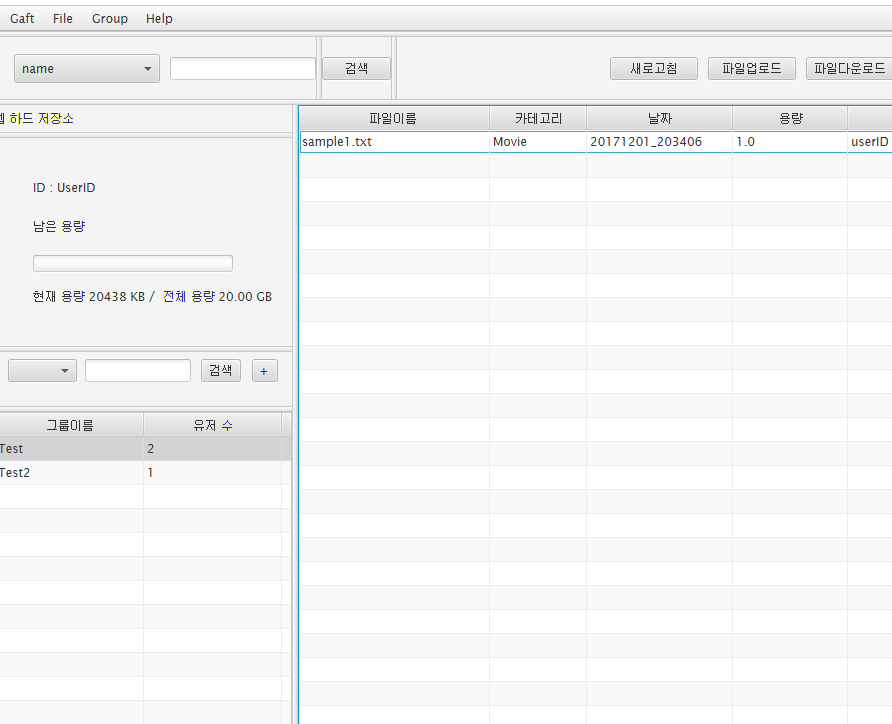 Gaft File Group Help
name 검색 새로고침 파일업로드 파일다운로드
웹 하드 저장소
ID : UserID
남은 용량
현재 용량 20438 KB / 전체 용량 20.00 GB
검색 +
그룹이름 유저 수
Test 2
Test2 1
파일이름 카테고리 날짜 용량
sample1.txt Movie 20171201_203406 1.0 userID